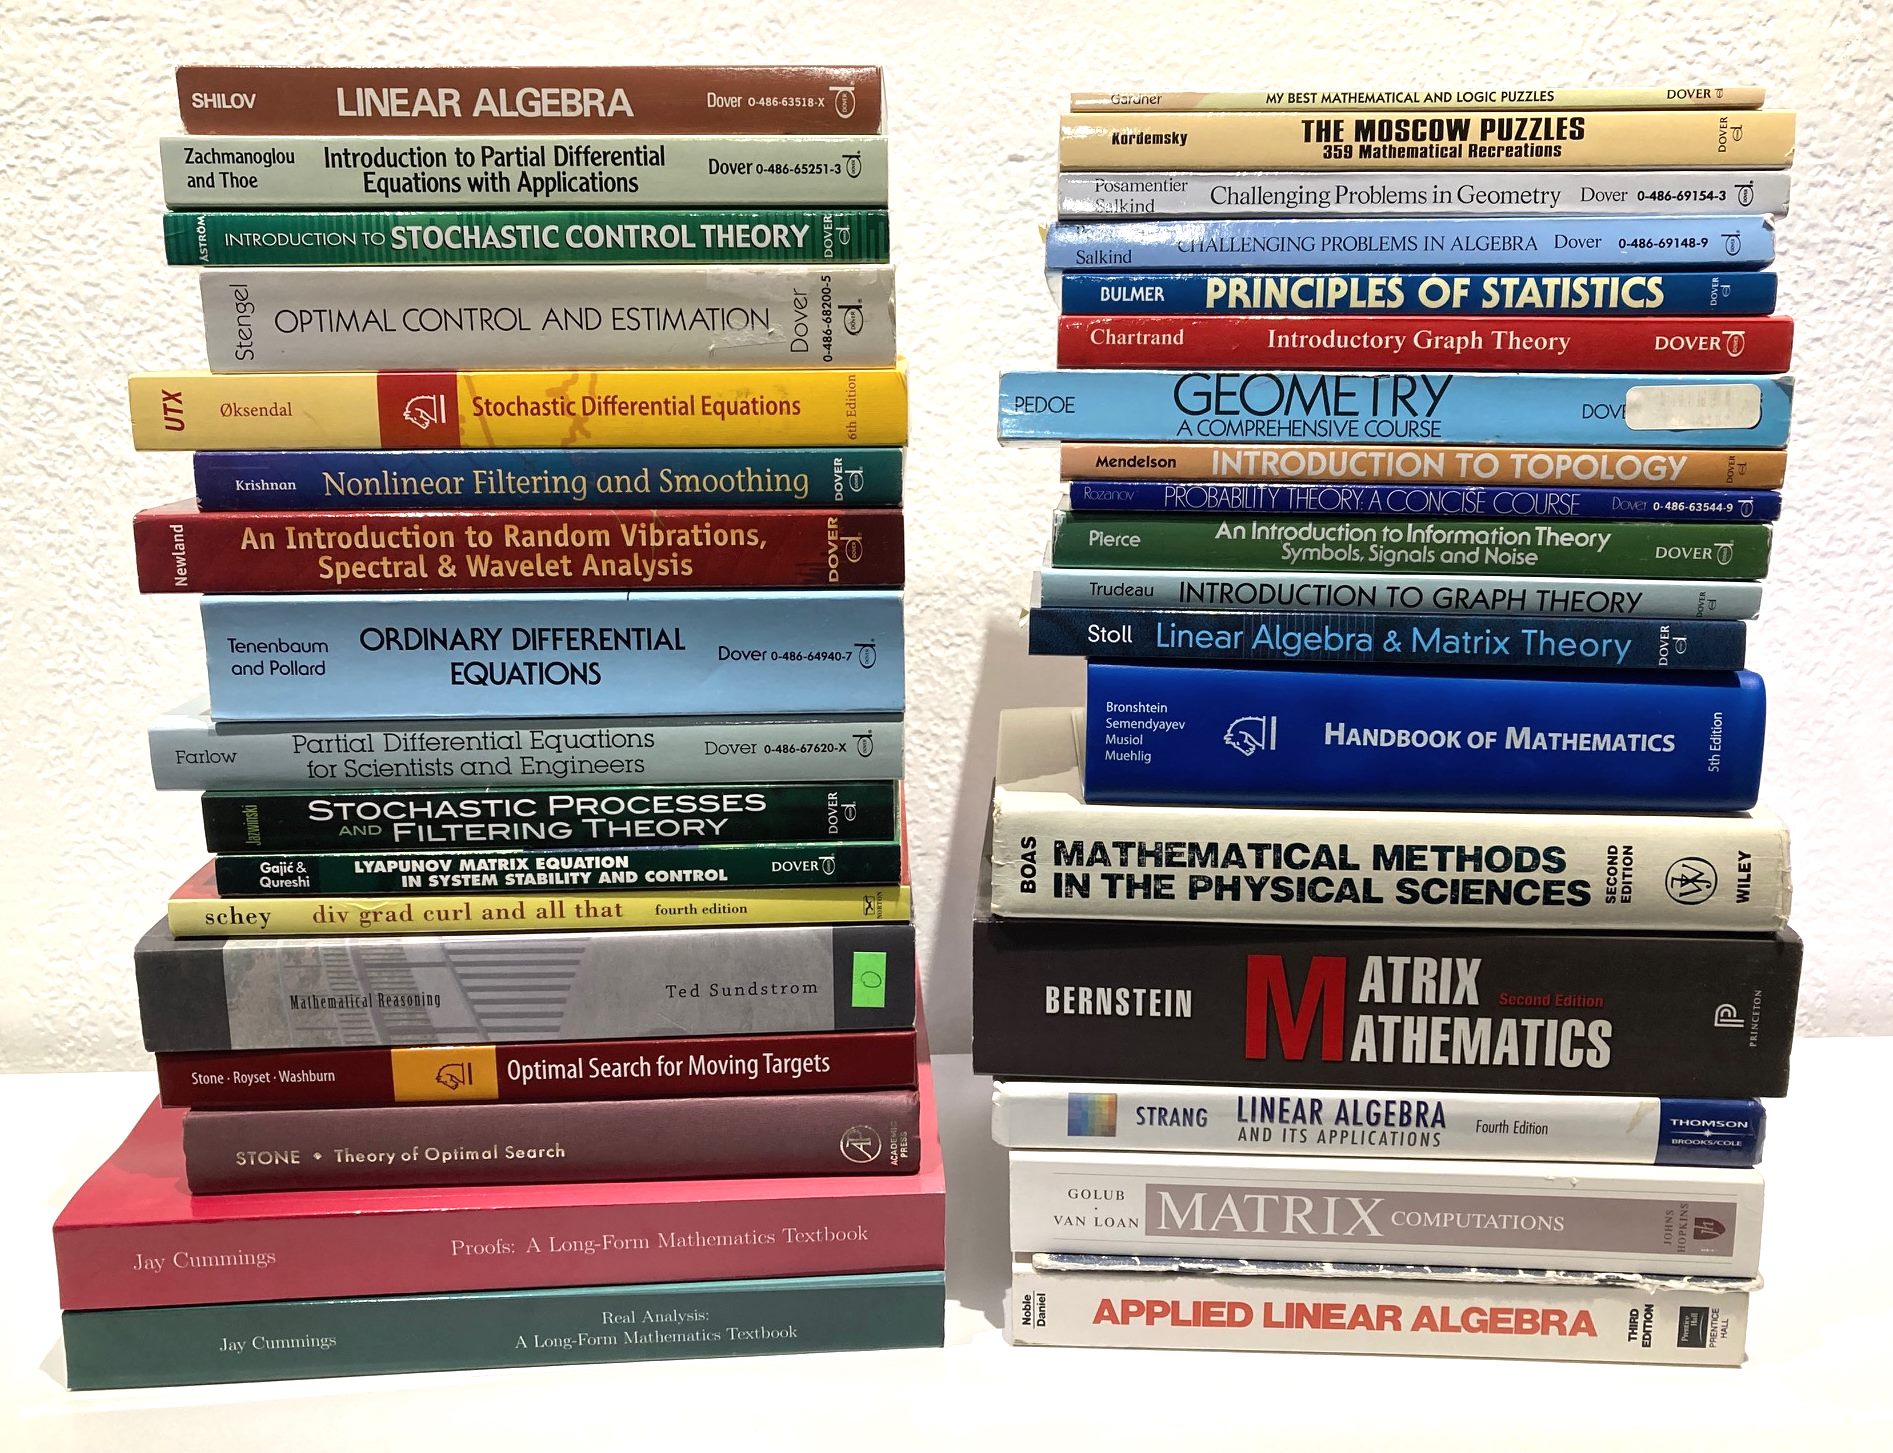 SHILOV LINEAR ALGEBRA Dover 0-486-63518-X
Zachmanoglou and Thoe
Introduction to Partial Differential
Equations with Applications
Dover 0-486-65251-3
ÅSTRÖM INTRODUCTION TO STOCHASTIC CONTROL THEORY DOVER
Stengel OPTIMAL CONTROL AND ESTIMATION Dover 0-486-68200-5
UTX Øksendal Stochastic Differential Equations 6th Edition
Krishnan Nonlinear Filtering and Smoothing DOVER
Newland
An Introduction to Random Vibrations,
Spectral & Wavelet Analysis
DOVER
Tenenbaum
and Pollard
ORDINARY DIFFERENTIAL
EQUATIONS
Dover 0-486-64940-7
Farlow
Partial Differential Equations
for Scientists and Engineers
Dover 0-486-67620-X
Jazwinski
STOCHASTIC PROCESSES
AND FILTERING THEORY
DOVER
Gajić &
Qureshi
LYAPUNOV MATRIX EQUATION
IN SYSTEM STABILITY AND CONTROL
DOVER
schey div grad curl and all that fourth edition NORTON
Mathematical Reasoning Ted Sundstrom
Stone · Royset · Washburn Optimal Search for Moving Targets
STONE • Theory of Optimal Search ACADEMIC PRESS
Jay Cummings Proofs: A Long-Form Mathematics Textbook
Jay Cummings
Real Analysis:
A Long-Form Mathematics Textbook
Gardner MY BEST MATHEMATICAL AND LOGIC PUZZLES DOVER
Kordemsky
THE MOSCOW PUZZLES
359 Mathematical Recreations
DOVER
Posamentier
Salkind
Challenging Problems in Geometry Dover 0-486-69154-3
Salkind CHALLENGING PROBLEMS IN ALGEBRA Dover 0-486-69148-9
BULMER PRINCIPLES OF STATISTICS DOVER
Chartrand Introductory Graph Theory DOVER
PEDOE
GEOMETRY
A COMPREHENSIVE COURSE
Mendelson INTRODUCTION TO TOPOLOGY DOVER
Rozanov PROBABILITY THEORY: A CONCISE COURSE Dover 0-486-63544-9
Pierce
An Introduction to Information Theory
Symbols, Signals and Noise
DOVER
Trudeau INTRODUCTION TO GRAPH THEORY DOVER
Stoll Linear Algebra & Matrix Theory DOVER
Bronshtein
Semendyayev
Musiol
Muehlig
HANDBOOK OF MATHEMATICS 5th Edition
BOAS
MATHEMATICAL METHODS
IN THE PHYSICAL SCIENCES
SECOND
EDITION
WILEY
BERNSTEIN
MATRIX
MATHEMATICS
Second Edition
PRINCETON
STRANG
LINEAR ALGEBRA
AND ITS APPLICATIONS
Fourth Edition
THOMSON
BROOKS/COLE
GOLUB
VAN LOAN
MATRIX COMPUTATIONS
JOHNS
HOPKINS
Noble
Daniel
APPLIED LINEAR ALGEBRA
THIRD
EDITION
Prentice
Hall
PRENTICE
HALL